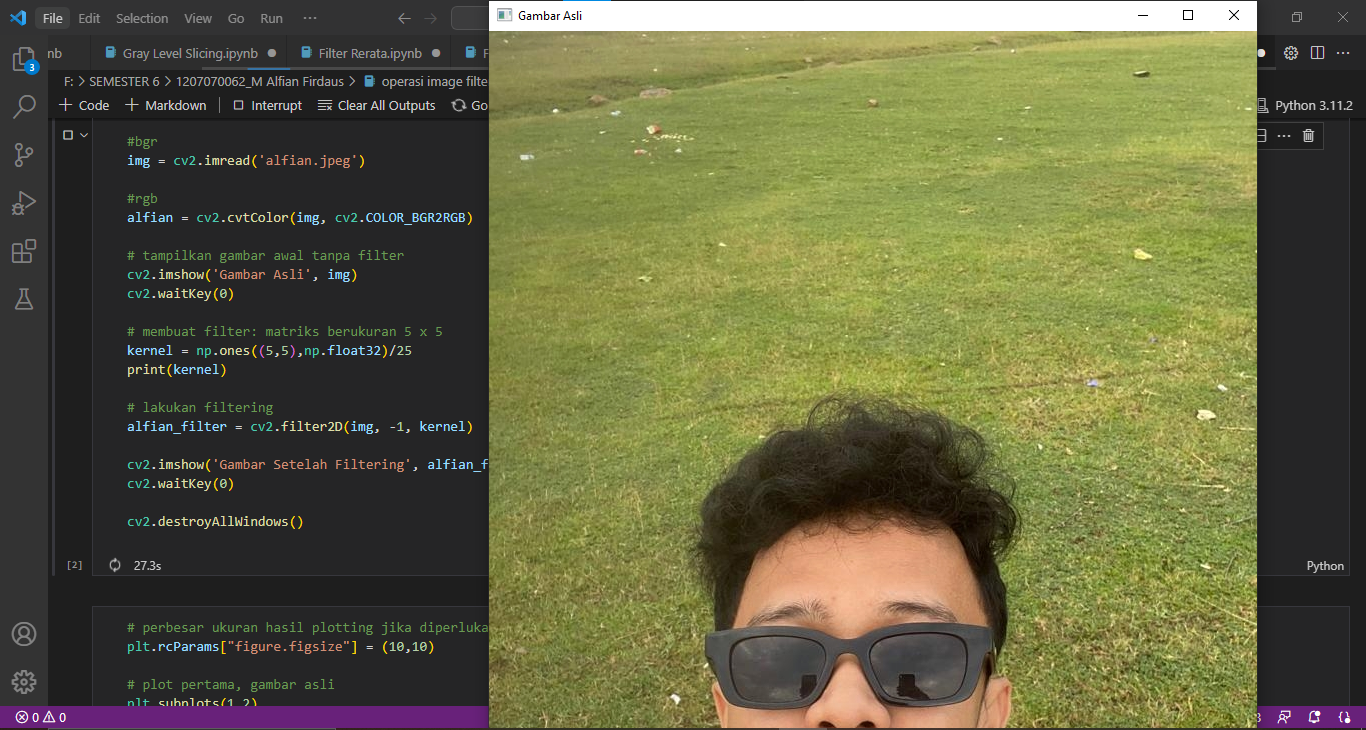 File Edit Selection View Go Run ...
Gambar Asli
nb Gray Level Slicing.ipynb Filter Rerata.ipynb F
F: > SEMESTER 6 > 1207070062_M Alfian Firdaus > operasi image filte
+ Code + Markdown Interrupt Clear All Outputs Go
Python 3.11.2
3
#bgr
img = cv2.imread('alfian.jpeg')
#rgb
alfian = cv2.cvtColor(img, cv2.COLOR_BGR2RGB)
# tampilkan gambar awal tanpa filter
cv2.imshow('Gambar Asli', img)
cv2.waitKey(0)
# membuat filter: matriks berukuran 5 x 5
kernel = np.ones((5,5),np.float32)/25
print(kernel)
# lakukan filtering
alfian_filter = cv2.filter2D(img, -1, kernel)
cv2.imshow('Gambar Setelah Filtering', alfian_f
cv2.waitKey(0)
cv2.destroyAllWindows()
[2] 27.3s
Python
# perbesar ukuran hasil plotting jika diperluka
plt.rcParams["figure.figsize"] = (10,10)
# plot pertama, gambar asli
plt.subplots(1,2)
0 0